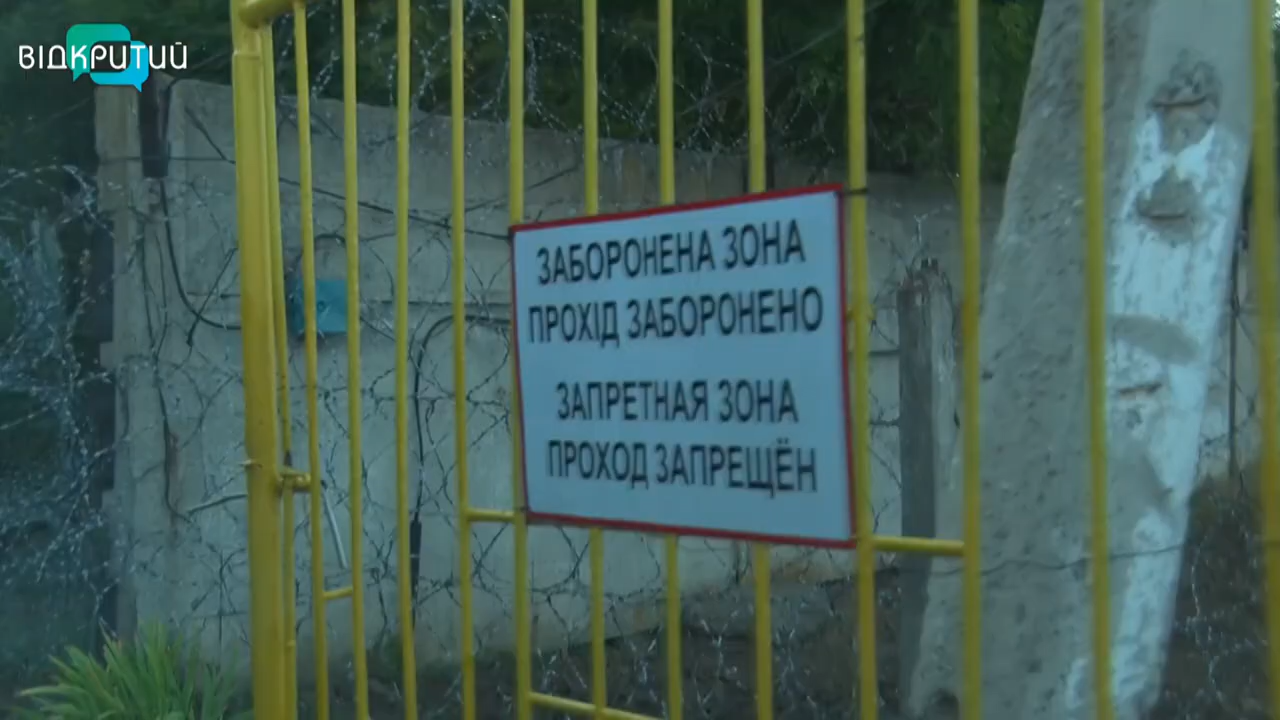 ВІДКРИТИЙ
ЗАБОРОНЕНА ЗОНА
ПРОХІД ЗАБОРОНЕНО
ЗАПРЕТНАЯ ЗОНА
ПРОХОД ЗАПРЕЩЁН